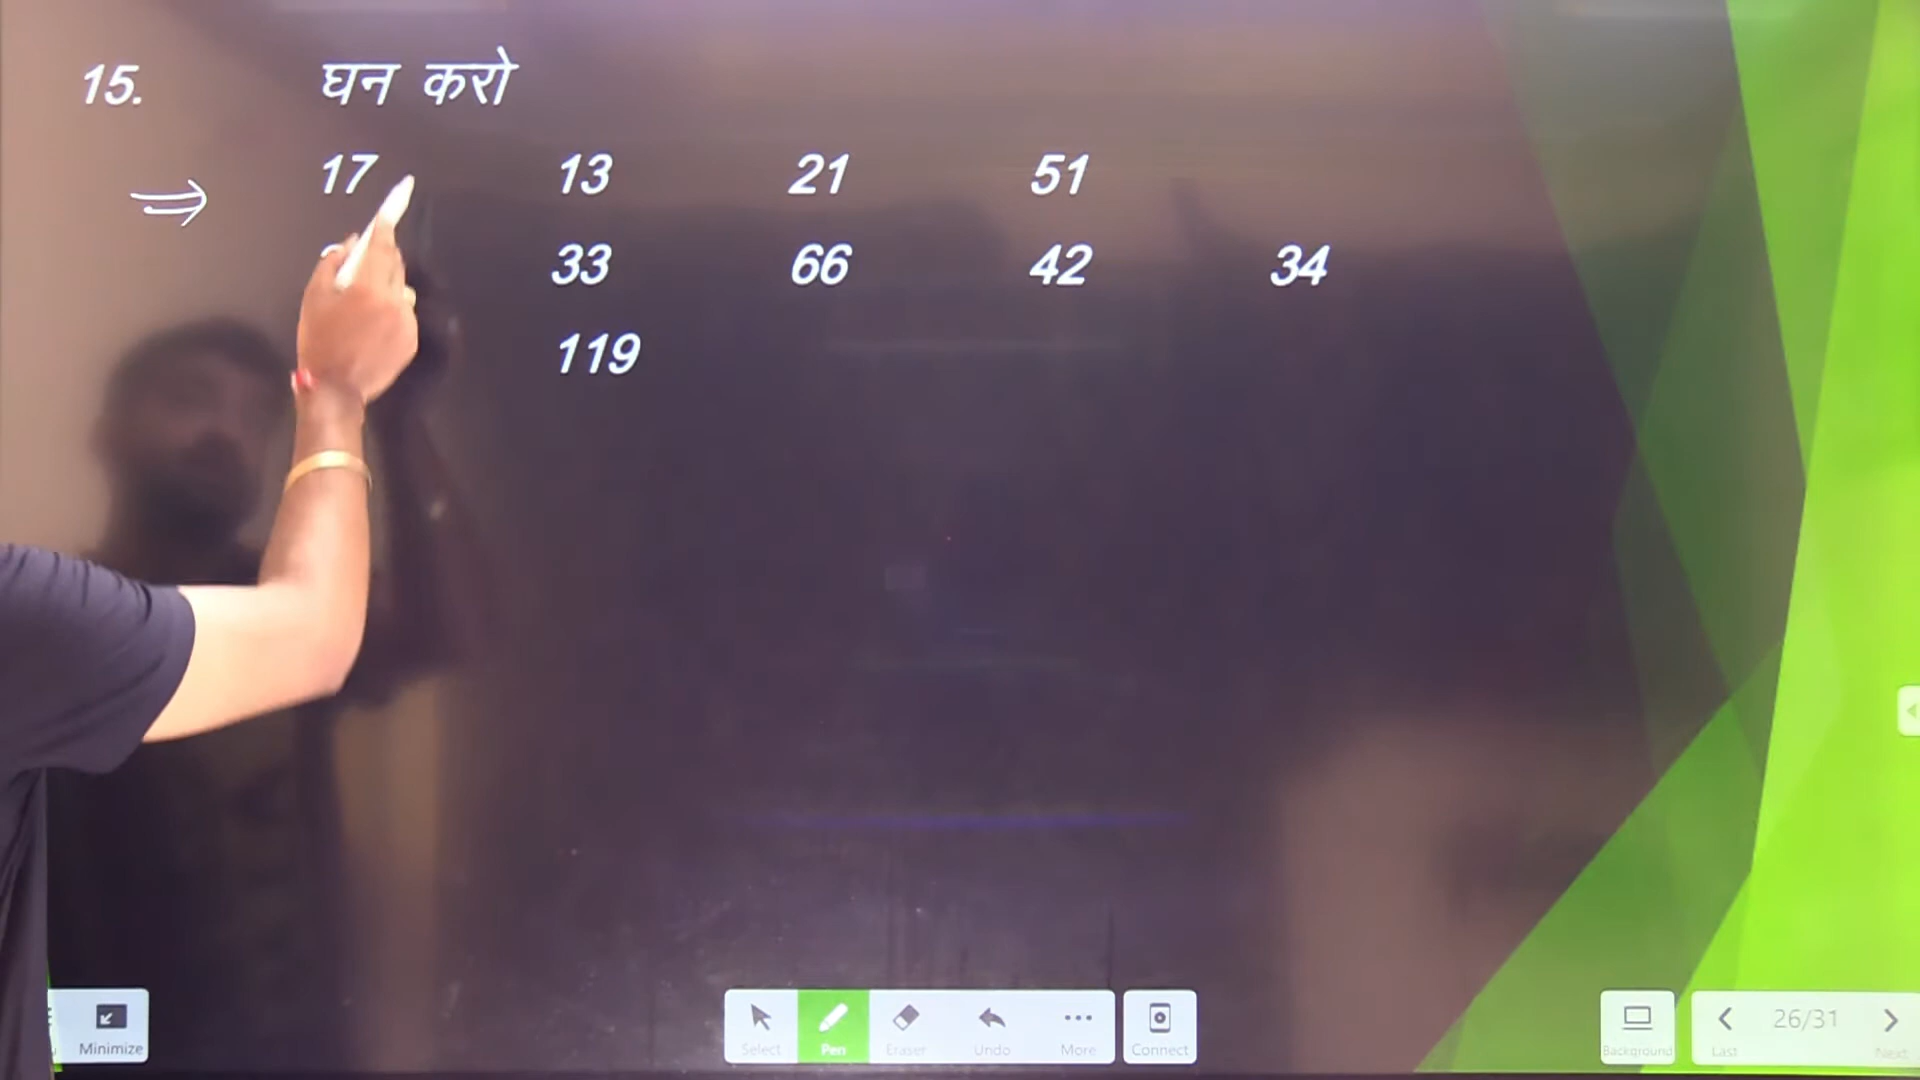 15. घन करो
17 13 21 51
33 66 42 34
119
Minimize
Select Pen Eraser Undo More Connect
Background
26/31
Last Next